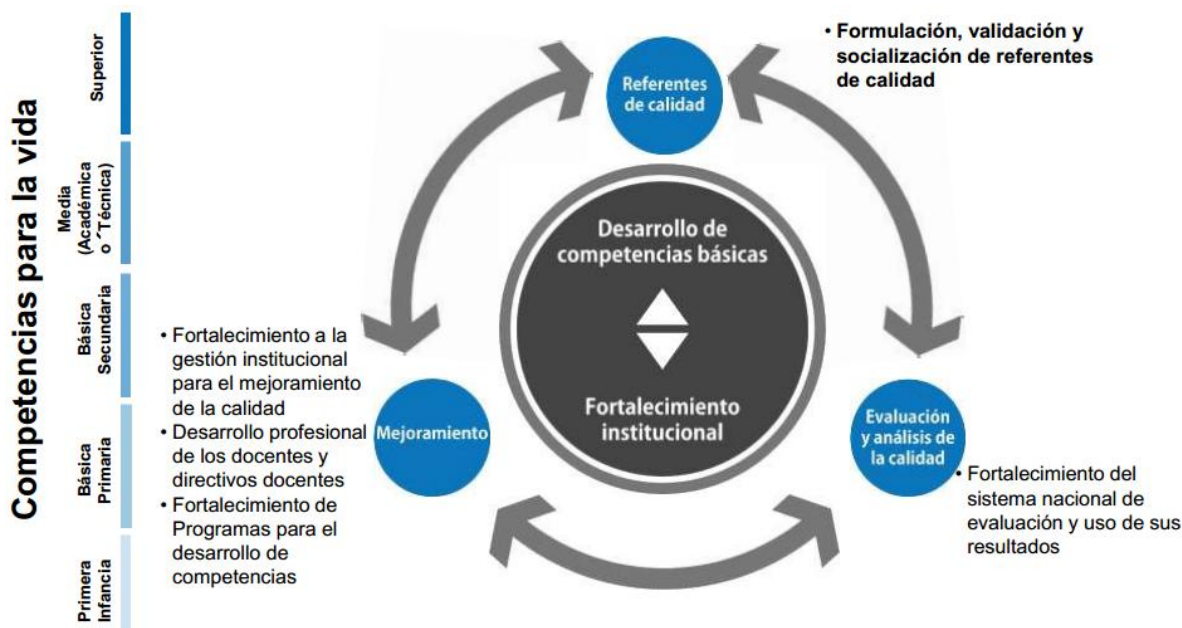 Competencias para la vida
Superior
Media
(Académica
o´Técnica)
Básica
Secundaria
Básica
Primaria
Primera
Infancia
Referentes
de calidad
• Formulación, validación y
socialización de referentes
de calidad
Desarrollo de
competencias básicas
Fortalecimiento
institucional
• Fortalecimiento a la
gestión institucional
para el mejoramiento
de la calidad
• Desarrollo profesional
de los docentes y
directivos docentes
• Fortalecimiento de
Programas para el
desarrollo de
competencias
Mejoramiento
Evaluación
y análisis de
la calidad
• Fortalecimiento del
sistema nacional de
evaluación y uso de sus
resultados